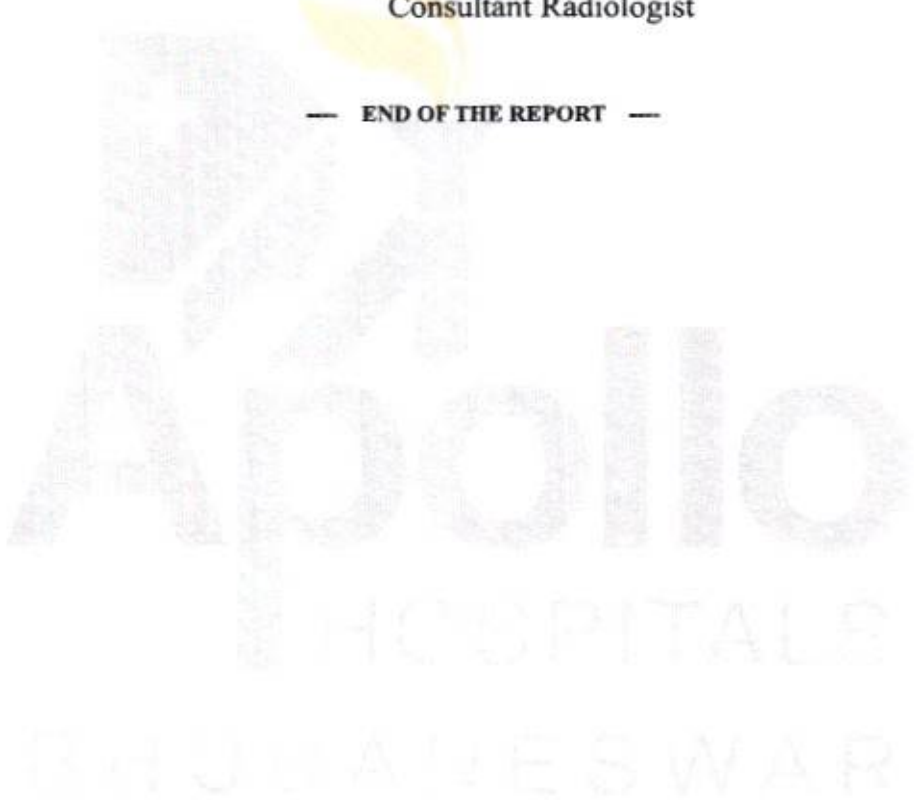 Consultant Radiologist
--- END OF THE REPORT ---
Apollo
HOSPITALS
BHUBANESWAR